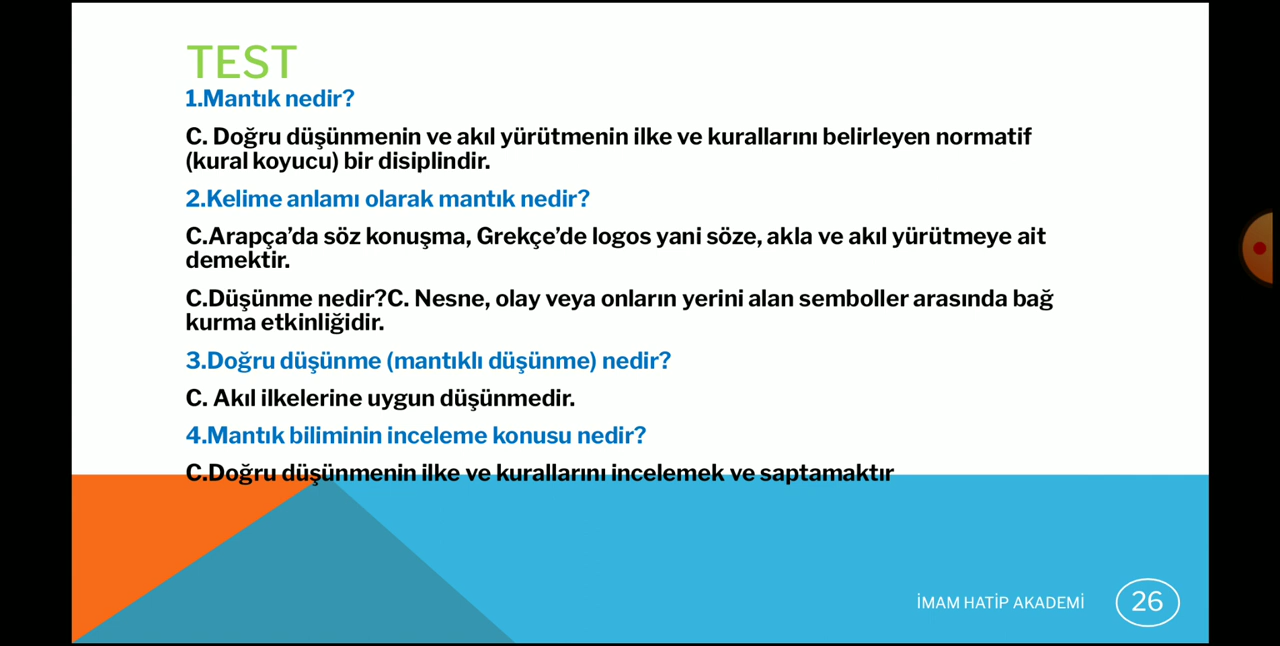 TEST
1.Mantık nedir?
C. Doğru düşünmenin ve akıl yürütmenin ilke ve kurallarını belirleyen normatif
(kural koyucu) bir disiplindir.
2.Kelime anlamı olarak mantık nedir?
C.Arapça’da söz konuşma, Grekçe’de logos yani söze, akla ve akıl yürütmeye ait
demektir.
C.Düşünme nedir?C. Nesne, olay veya onların yerini alan semboller arasında bağ
kurma etkinliğidir.
3.Doğru düşünme (mantıklı düşünme) nedir?
C. Akıl ilkelerine uygun düşünmedir.
4.Mantık biliminin inceleme konusu nedir?
C.Doğru düşünmenin ilke ve kurallarını incelemek ve saptamaktır
İMAM HATİP AKADEMİ
26